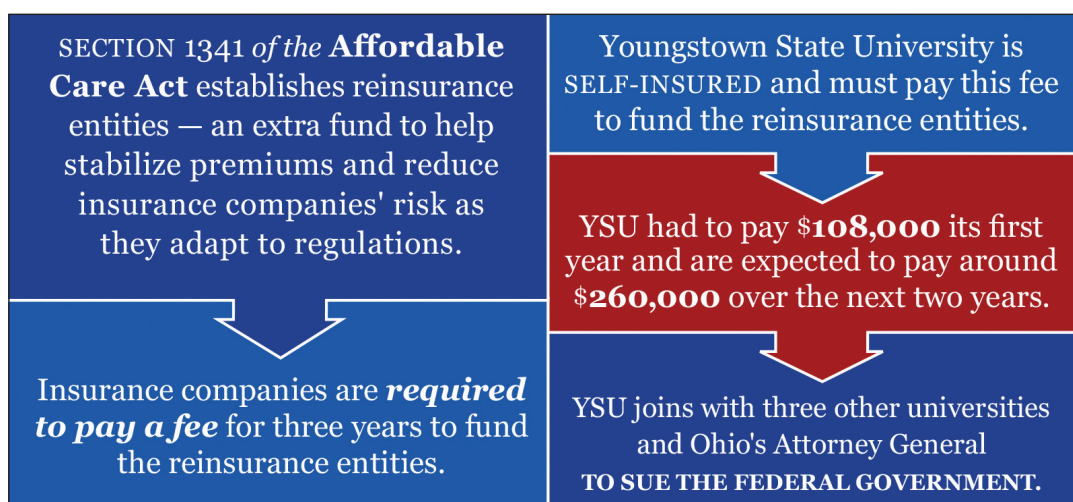 SECTION 1341 of the Affordable
Care Act establishes reinsurance
entities — an extra fund to help
stabilize premiums and reduce
insurance companies' risk as
they adapt to regulations.
Insurance companies are required
to pay a fee for three years to fund
the reinsurance entities.
Youngstown State University is
SELF-INSURED and must pay this fee
to fund the reinsurance entities.
YSU had to pay $108,000 its first
year and are expected to pay around
$260,000 over the next two years.
YSU joins with three other universities
and Ohio's Attorney General
TO SUE THE FEDERAL GOVERNMENT.